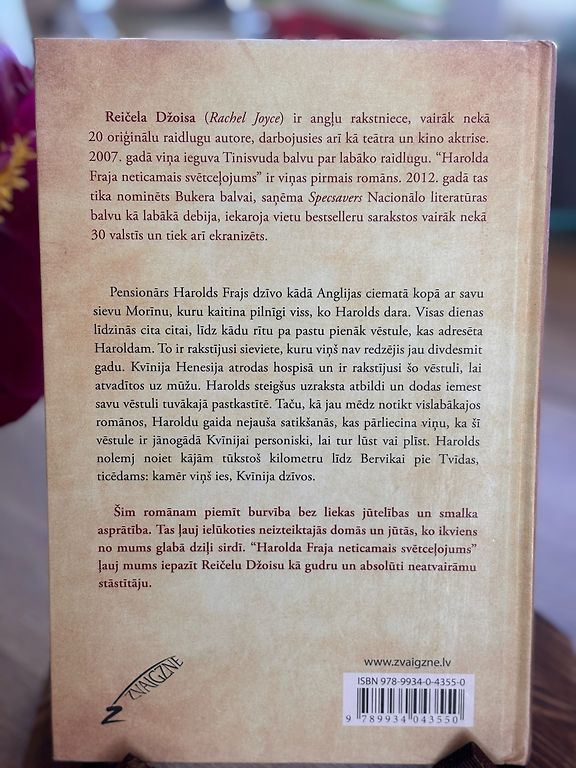 Reičela Džoisa (Rachel Joyce) ir angļu rakstniece, vairāk nekā
20 oriģinālu raidlugu autore, darbojusies arī kā teātra un kino aktrise.
2007. gadā viņa ieguva Tinisvuda balvu par labāko raidlugu. “Harolda
Fraja neticamais svētceļojums” ir viņas pirmais romāns. 2012. gadā tas
tika nominēts Bukera balvai, saņēma Specsavers Nacionālo literatūras
balvu kā labākā debija, iekaroja vietu bestselleru sarakstos vairāk nekā
30 valstīs un tiek arī ekranizēts.
Pensionārs Harolds Frajs dzīvo kādā Anglijas ciematā kopā ar savu
sievu Morīnu, kuru kaitina pilnīgi viss, ko Harolds dara. Visas dienas
līdzinās cita citai, līdz kādu rītu pa pastu pienāk vēstule, kas adresēta
Haroldam. To ir rakstījusi sieviete, kuru viņš nav redzējis jau divdesmit
gadu. Kvīnija Henesija atrodas hospisā un ir rakstījusi šo vēstuli, lai
atvadītos uz mūžu. Harolds steigšus uzraksta atbildi un dodas iemest
savu vēstuli tuvākajā pastkastītē. Taču, kā jau mēdz notikt vislabākajos
romānos, Haroldu gaida nejauša satikšanās, kas pārliecina viņu, ka šī
vēstule ir jānogādā Kvīnijai personiski, lai tur lūst vai plīst. Harolds
nolemj noiet kājām tūkstoš kilometru līdz Bervikai pie Tvīdas,
ticēdams: kamēr viņš ies, Kvīnija dzīvos.
Šim romānam piemīt burvība bez liekas jūtelības un smalka
asprātība. Tas ļauj ielūkoties neizteiktajās domās un jūtās, ko ikviens
no mums glabā dziļi sirdī. “Harolda Fraja neticamais svētceļojums”
ļauj mums iepazīt Reičelu Džoisu kā gudru un absolūti neatvairāmu
stāstītāju.
www.zvaigzne.lv
ISBN 978-9934-0-4355-0
ZVAIGZNE
9 789934 043550